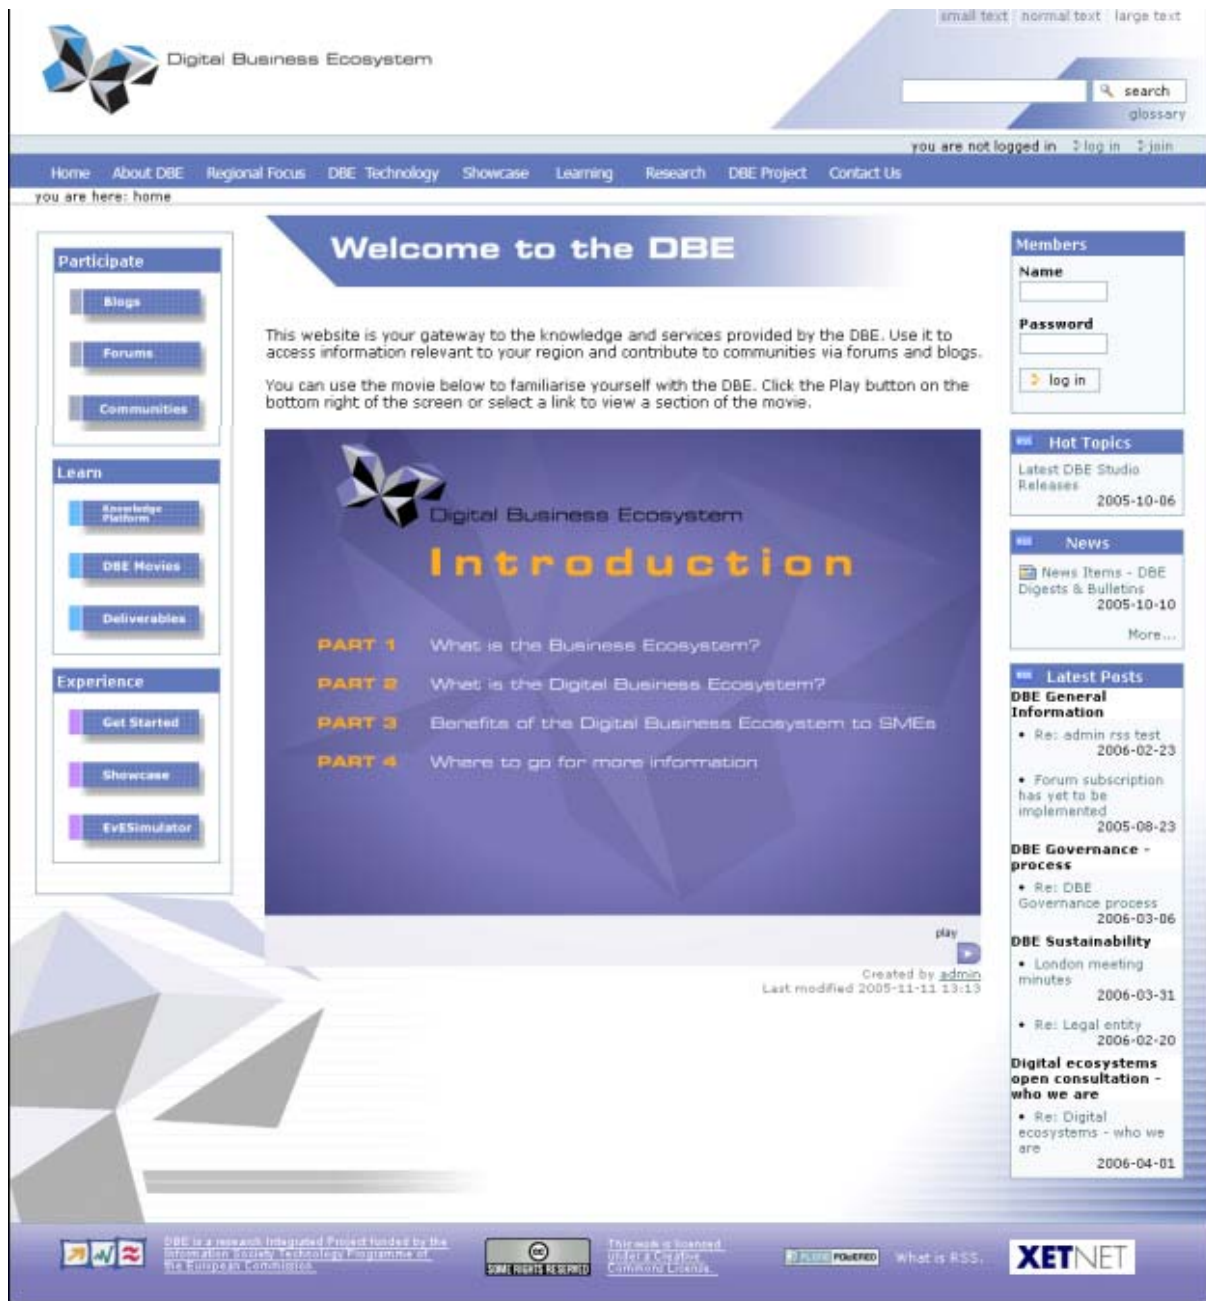 small text normal text large text
Digital Business Ecosystem
search
glossary
you are not logged in log in join
Home About DBE Regional Focus DBE Technology Showcase Learning Research DBE Project Contact Us
you are here: home
Participate
Blogs
Forums
Communities
Learn
Knowledge
Platform
DBE Movies
Deliverables
Experience
Get Started
Showcase
EvESimulator
Welcome to the DBE
This website is your gateway to the knowledge and services provided by the DBE. Use it to
access information relevant to your region and contribute to communities via forums and blogs.
You can use the movie below to familiarise yourself with the DBE. Click the Play button on the
bottom right of the screen or select a link to view a section of the movie.
Digital Business Ecosystem
Introduction
PART 1 What is the Business Ecosystem?
PART 2 What is the Digital Business Ecosystem?
PART 3 Benefits of the Digital Business Ecosystem to SMEs
PART 4 Where to go for more information
play
Created by admin
Last modified 2005-11-11 13:13
Members
Name
Password
log in
RSS Hot Topics
Latest DBE Studio
Releases
2005-10-06
RSS News
News Items - DBE
Digests & Bulletins
2005-10-10
More...
RSS Latest Posts
DBE General
Information
• Re: admin rss test
2006-02-23
• Forum subscription
has yet to be
implemented
2005-08-23
DBE Governance -
process
• Re: DBE
Governance process
2006-03-06
DBE Sustainability
• London meeting
minutes
2006-03-31
• Re: Legal entity
2006-02-20
Digital ecosystems
open consultation -
who we are
• Re: Digital
ecosystems - who we
are
2006-04-01
DBE is a research Integrated Project funded by the
Information Society Technology Programme of
the European Commission.
cc
SOME RIGHTS RESERVED
This work is licensed
under a Creative
Commons License.
PLONE POWERED
What is RSS.
XETNET